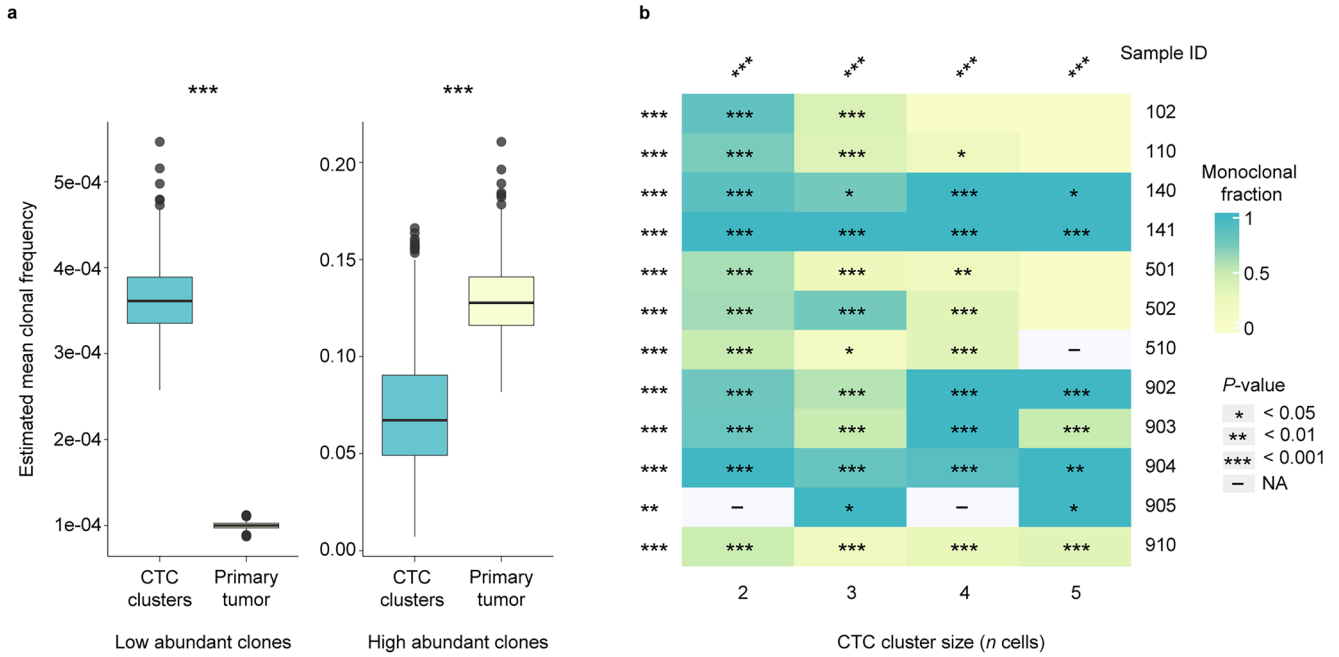 a
b
Estimated mean clonal frequency
***
5e-04
4e-04
3e-04
2e-04
1e-04
CTC
clusters
Primary
tumor
Low abundant clones
***
0.20
0.15
0.10
0.05
0.00
CTC
clusters
Primary
tumor
High abundant clones
*** *** *** *** Sample ID
*** *** *** 102
*** *** *** * 110
*** *** * *** * 140
*** *** *** *** *** 141
*** *** *** ** 501
*** *** *** *** 502
*** *** * *** – 510
*** *** *** *** *** 902
*** *** *** *** *** 903
*** *** *** *** ** 904
** – * – * 905
*** *** *** *** *** 910
2 3 4 5
CTC cluster size (n cells)
Monoclonal
fraction
1
0.5
0
P-value
* < 0.05
** < 0.01
*** < 0.001
– NA